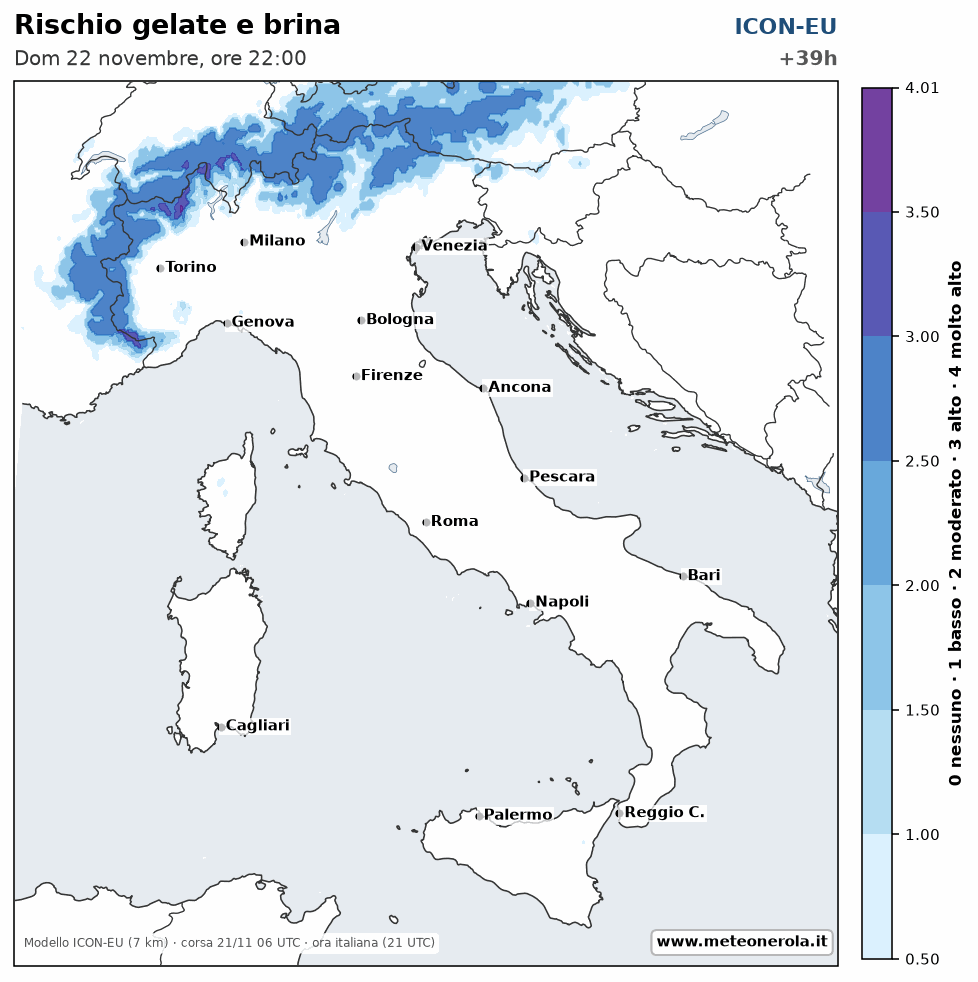 Rischio gelate e brina
ICON-EU
Dom 22 novembre, ore 22:00
+39h
4.01
3.50
3.00
2.50
2.00
1.50
1.00
0.50
0 nessuno · 1 basso · 2 moderato · 3 alto · 4 molto alto
Milano
Venezia
Torino
Genova
Bologna
Firenze
Ancona
Pescara
Roma
Bari
Napoli
Cagliari
Palermo
Reggio C.
Modello ICON-EU (7 km) · corsa 21/11 06 UTC · ora italiana (21 UTC)
www.meteonerola.it